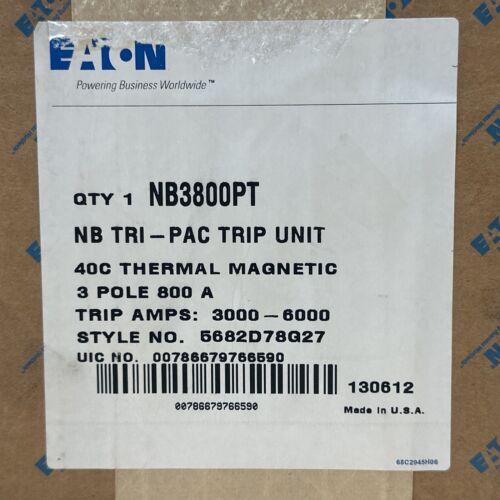 EATON
Powering Business Worldwide™
QTY 1 NB3800PT
NB TRI-PAC TRIP UNIT
40C THERMAL MAGNETIC
3 POLE 800 A
TRIP AMPS: 3000-6000
STYLE NO. 5682D78G27
UIC NO. 00786679766590
00786679766590
130612
Made in U.S.A.
68C2945H06